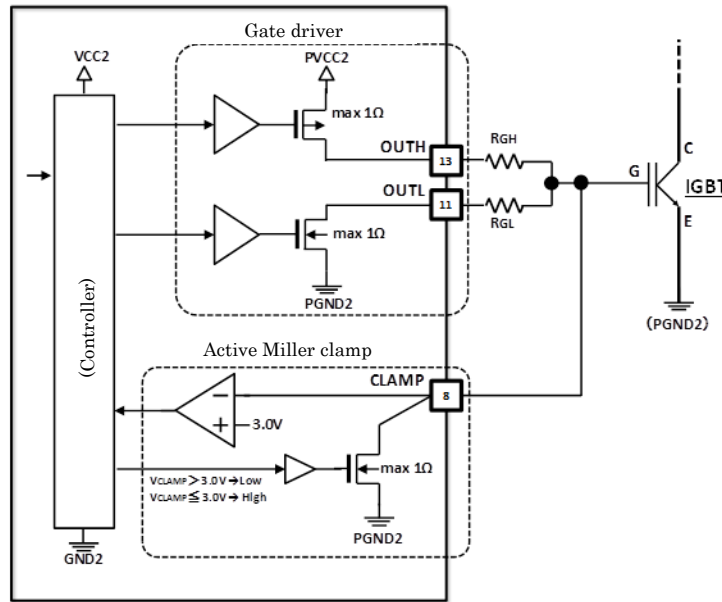 Gate driver
VCC2
PVCC2
max 1Ω
OUTH
13
RGH
OUTL
11
RGL
max 1Ω
PGND2
C
G
IGBT
E
(PGND2)
(Controller)
Active Miller clamp
CLAMP
8
−
+
3.0V
VCLAMP＞3.0V→Low
VCLAMP≦3.0V→High
max 1Ω
PGND2
GND2